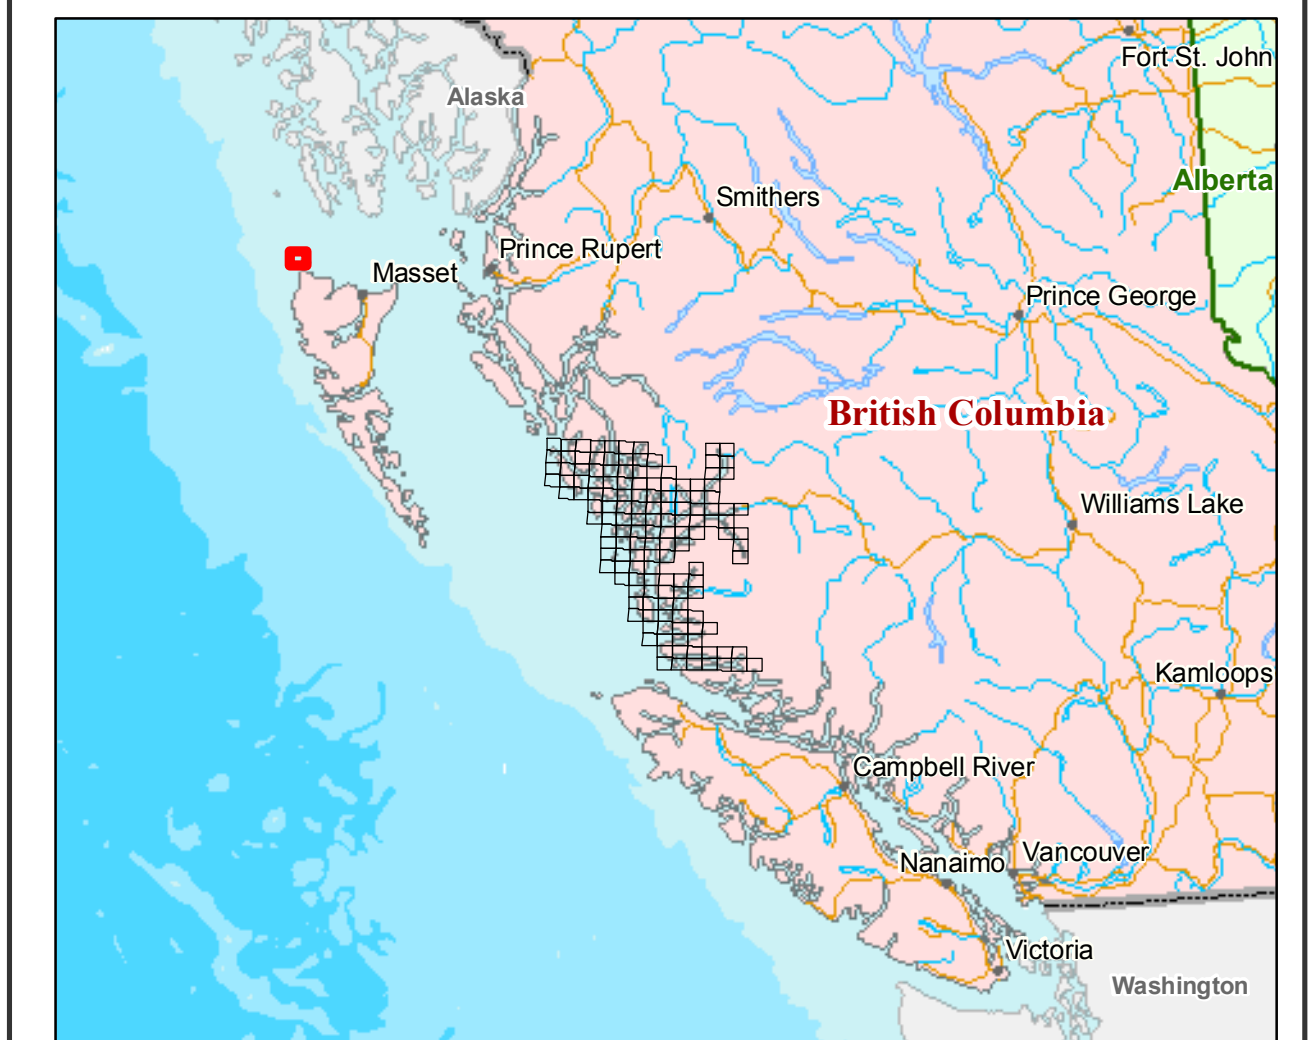 Fort St. John
Alaska
Alberta
Smithers
Prince Rupert
Masset
Prince George
British Columbia
Williams Lake
Kamloops
Campbell River
Vancouver
Nanaimo
Victoria
Washington